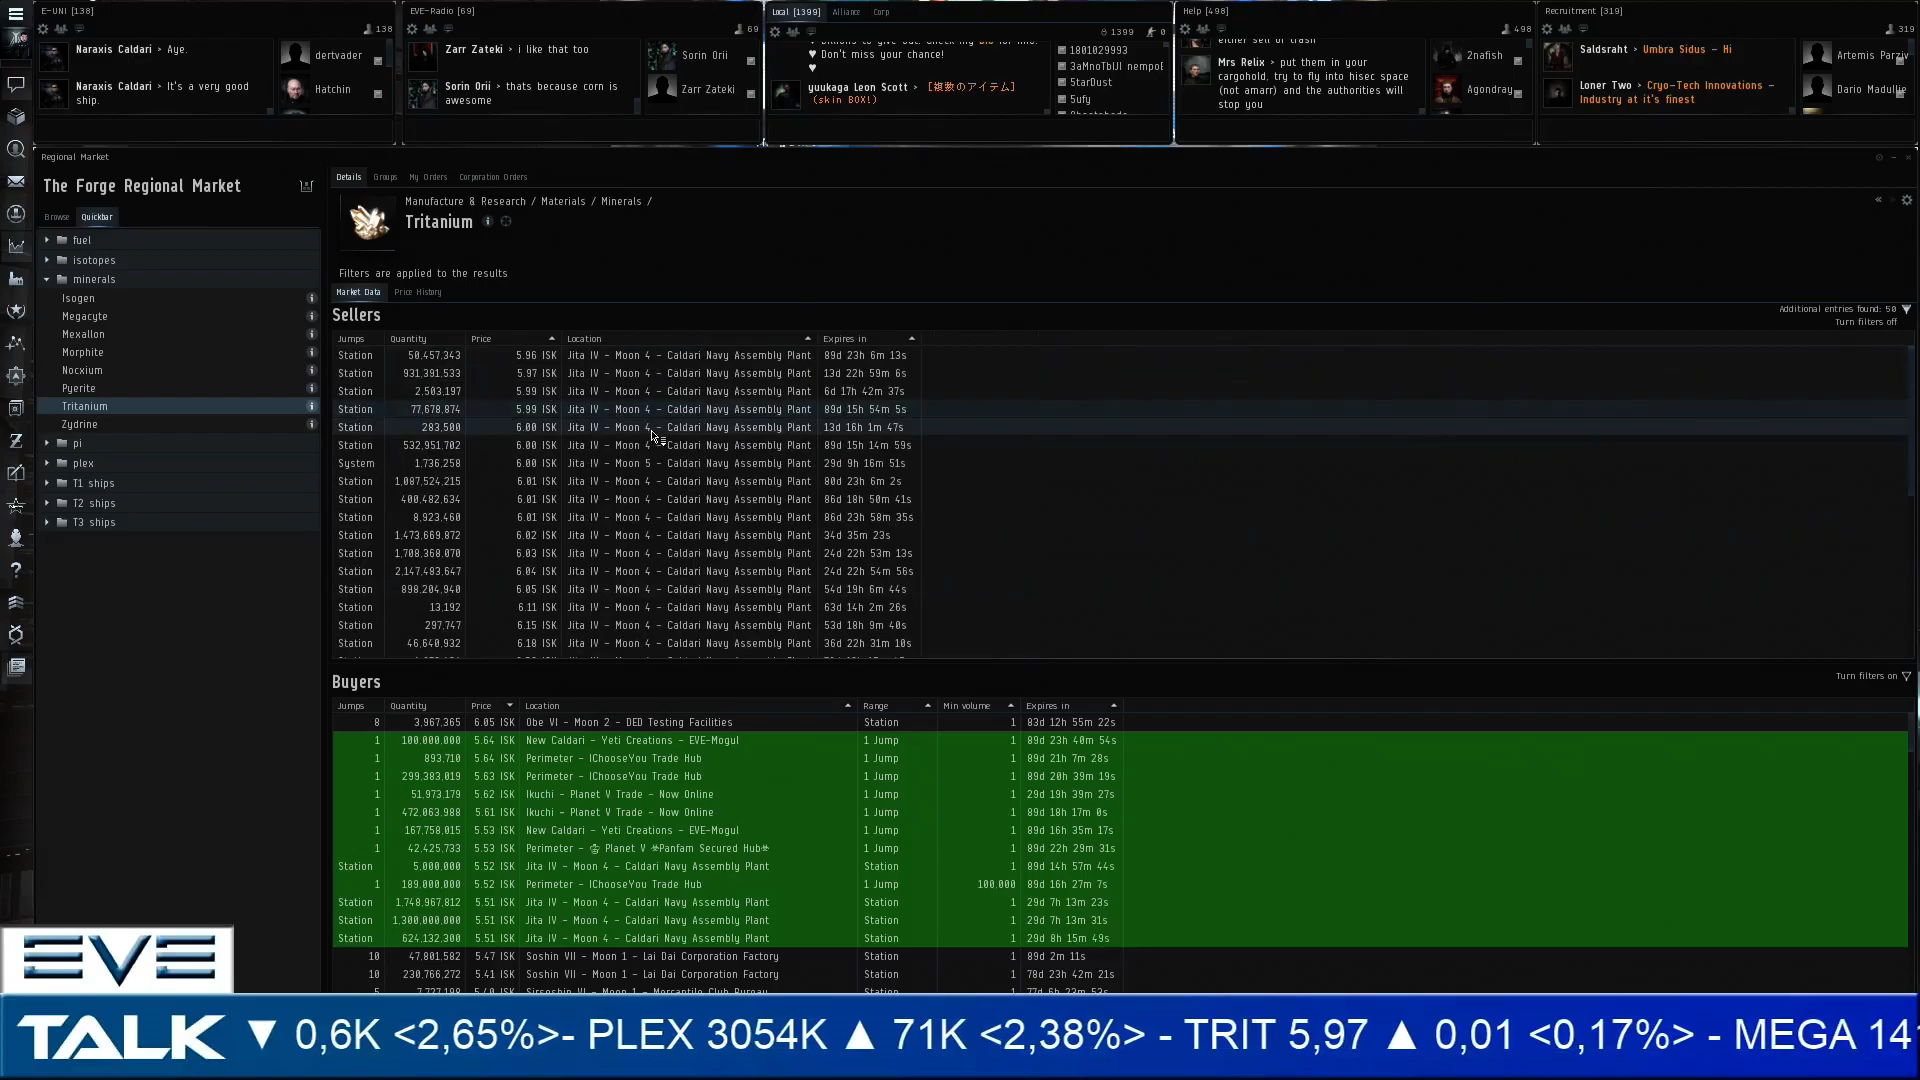 E-UNI [138]
138
Naraxis Caldari > Aye.
Naraxis Caldari > It's a very good ship.
dertvader
Hatchin
EVE-Radio [69]
69
Zarr Zateki > i like that too
Sorin Orii > thats because corn is awesome
Sorin Orii
Zarr Zateki
Local [1399] Alliance Corp
1399 0
Don't miss your chance!
♥
yuukaga Leon Scott > [複数のアイテム]
(skin BOX!)
1801029993
5tarDust
5ufy
Help [498]
498
either sell or trash
Mrs Relix > put them in your
cargohold, try to fly into hisec space
(not amarr) and the authorities will
stop you
2nafish
Agondray
Recruitment [319]
319
Saldsraht > Umbra Sidus - Hi
Loner Two > Cryo-Tech Innovations -
Industry at it's finest
Artemis Parziv
Dario Madullie
Regional Market
The Forge Regional Market
Browse Quickbar
fuel
isotopes
minerals
Isogen
Megacyte
Mexallon
Morphite
Nocxium
Pyerite
Tritanium
Zydrine
pi
plex
T1 ships
T2 ships
T3 ships
Details Groups My Orders Corporation Orders
Manufacture & Research / Materials / Minerals /
Tritanium
Filters are applied to the results
Market Data Price History
Sellers
Additional entries found: 50
Turn filters off
Jumps Quantity Price Location Expires in
Station 50,457,343 5.96 ISK Jita IV - Moon 4 - Caldari Navy Assembly Plant 89d 23h 6m 13s
Station 931,391,533 5.97 ISK Jita IV - Moon 4 - Caldari Navy Assembly Plant 13d 22h 59m 6s
Station 2,503,197 5.99 ISK Jita IV - Moon 4 - Caldari Navy Assembly Plant 6d 17h 42m 37s
Station 77,678,874 5.99 ISK Jita IV - Moon 4 - Caldari Navy Assembly Plant 89d 15h 54m 5s
Station 283,500 6.00 ISK Jita IV - Moon 4 - Caldari Navy Assembly Plant 13d 16h 1m 47s
Station 532,951,702 6.00 ISK Jita IV - Moon 4 - Caldari Navy Assembly Plant 89d 15h 14m 59s
System 1,736,258 6.00 ISK Jita IV - Moon 5 - Caldari Navy Assembly Plant 29d 9h 16m 51s
Station 1,087,524,215 6.01 ISK Jita IV - Moon 4 - Caldari Navy Assembly Plant 80d 23h 6m 2s
Station 400,482,634 6.01 ISK Jita IV - Moon 4 - Caldari Navy Assembly Plant 86d 18h 50m 41s
Station 8,923,460 6.01 ISK Jita IV - Moon 4 - Caldari Navy Assembly Plant 86d 23h 58m 35s
Station 1,473,669,872 6.02 ISK Jita IV - Moon 4 - Caldari Navy Assembly Plant 34d 35m 23s
Station 1,708,368,070 6.03 ISK Jita IV - Moon 4 - Caldari Navy Assembly Plant 24d 22h 53m 13s
Station 2,147,483,647 6.04 ISK Jita IV - Moon 4 - Caldari Navy Assembly Plant 24d 22h 54m 56s
Station 898,204,940 6.05 ISK Jita IV - Moon 4 - Caldari Navy Assembly Plant 54d 19h 6m 44s
Station 13,192 6.11 ISK Jita IV - Moon 4 - Caldari Navy Assembly Plant 63d 14h 2m 26s
Station 297,747 6.15 ISK Jita IV - Moon 4 - Caldari Navy Assembly Plant 53d 18h 9m 40s
Station 46,640,932 6.18 ISK Jita IV - Moon 4 - Caldari Navy Assembly Plant 36d 22h 31m 10s
Buyers
Turn filters on
Jumps Quantity Price Location Range Min volume Expires in
8 3,967,365 6.05 ISK Obe VI - Moon 2 - DED Testing Facilities Station 1 83d 12h 55m 22s
1 100,000,000 5.64 ISK New Caldari - Yeti Creations - EVE-Mogul 1 Jump 1 89d 23h 40m 54s
1 893,710 5.64 ISK Perimeter - IChooseYou Trade Hub 1 Jump 1 89d 21h 7m 28s
1 299,383,019 5.63 ISK Perimeter - IChooseYou Trade Hub 1 Jump 1 89d 20h 39m 19s
1 51,973,179 5.62 ISK Ikuchi - Planet V Trade - Now Online 1 Jump 1 29d 19h 39m 27s
1 472,063,988 5.61 ISK Ikuchi - Planet V Trade - Now Online 1 Jump 1 89d 18h 17m 0s
1 167,758,015 5.53 ISK New Caldari - Yeti Creations - EVE-Mogul 1 Jump 1 89d 16h 35m 17s
1 42,425,733 5.53 ISK Perimeter - Planet V Panfam Secured Hub 1 Jump 1 89d 22h 29m 31s
Station 5,000,000 5.52 ISK Jita IV - Moon 4 - Caldari Navy Assembly Plant Station 1 89d 14h 57m 44s
1 189,000,000 5.52 ISK Perimeter - IChooseYou Trade Hub 1 Jump 100,000 89d 16h 27m 7s
Station 1,748,967,812 5.51 ISK Jita IV - Moon 4 - Caldari Navy Assembly Plant Station 1 29d 7h 13m 23s
Station 1,300,000,000 5.51 ISK Jita IV - Moon 4 - Caldari Navy Assembly Plant Station 1 29d 7h 13m 31s
Station 624,132,300 5.51 ISK Jita IV - Moon 4 - Caldari Navy Assembly Plant Station 1 29d 8h 15m 49s
10 47,801,582 5.47 ISK Soshin VII - Moon 1 - Lai Dai Corporation Factory Station 1 89d 2m 11s
10 230,766,272 5.41 ISK Soshin VII - Moon 1 - Lai Dai Corporation Factory Station 1 78d 23h 42m 21s
EVE
TALK ▼ 0,6K <2,65%>- PLEX 3054K ▲ 71K <2,38%> - TRIT 5,97 ▲ 0,01 <0,17%> - MEGA 14